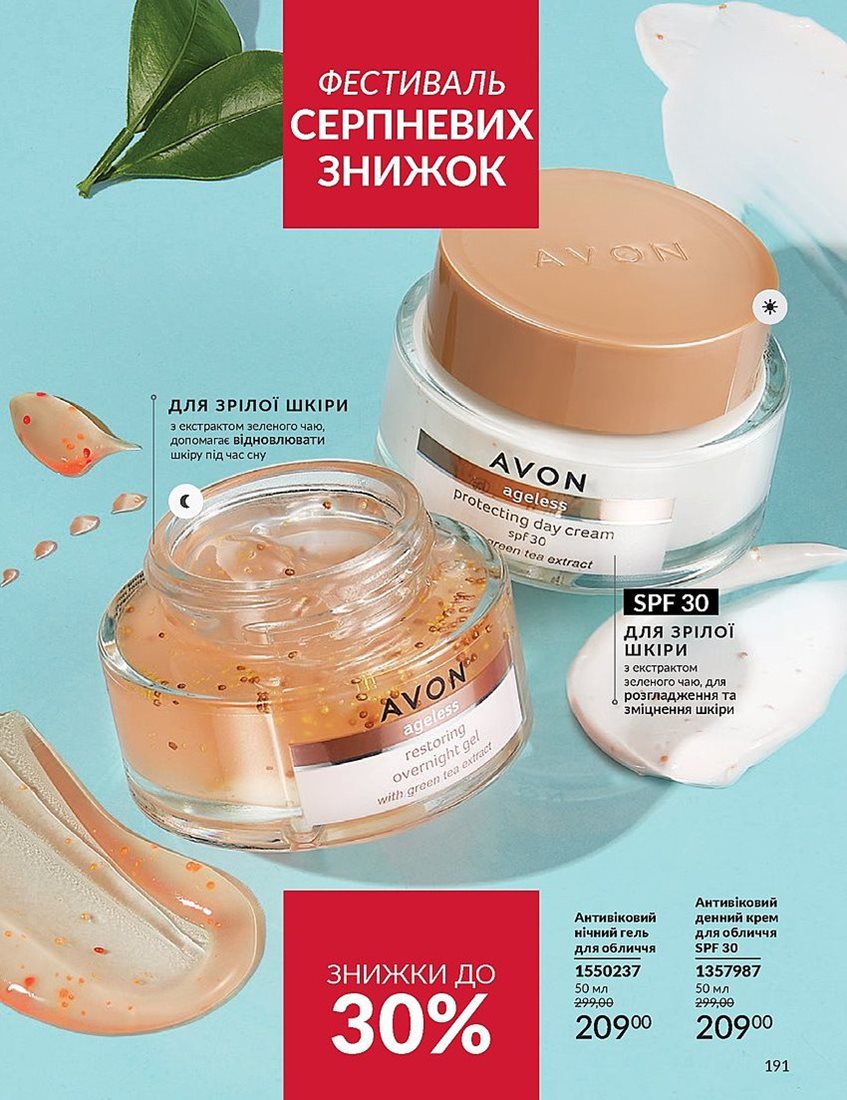 ФЕСТИВАЛЬ
СЕРПНЕВИХ
ЗНИЖОК
AVON
ДЛЯ ЗРІЛОЇ ШКІРИ
з екстрактом зеленого чаю,
допомагає відновлювати
шкіру під час сну
AVON
ageless
protecting day cream
spf 30
green tea extract
SPF 30
ДЛЯ ЗРІЛОЇ
ШКІРИ
з екстрактом
зеленого чаю, для
розгладження та
зміцнення шкіри
AVON
ageless
restoring
overnight gel
with green tea extract
ЗНИЖКИ ДО
30%
Антивіковий
нічний гель
для обличчя
1550237
50 мл
299,00
20900
Антивіковий
денний крем
для обличчя
SPF 30
1357987
50 мл
299,00
20900
191